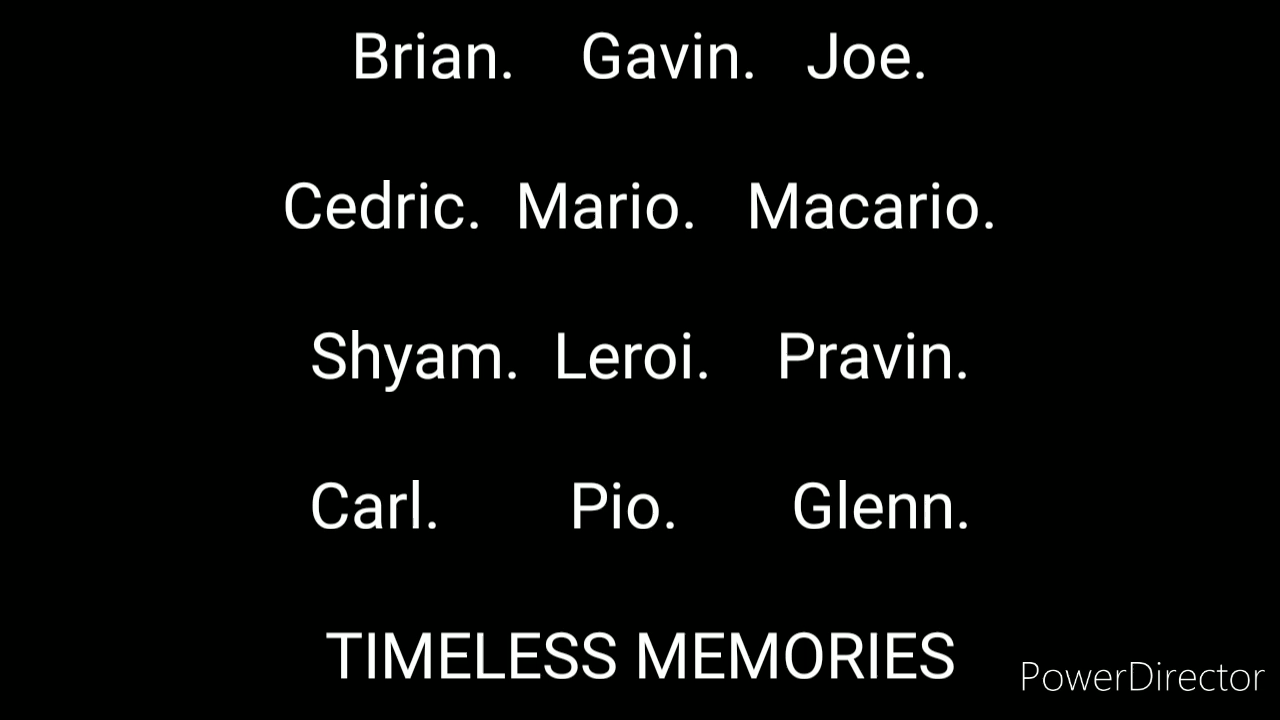 Brian. Gavin. Joe.
Cedric. Mario. Macario.
Shyam. Leroi. Pravin.
Carl. Pio. Glenn.
TIMELESS MEMORIES
PowerDirector